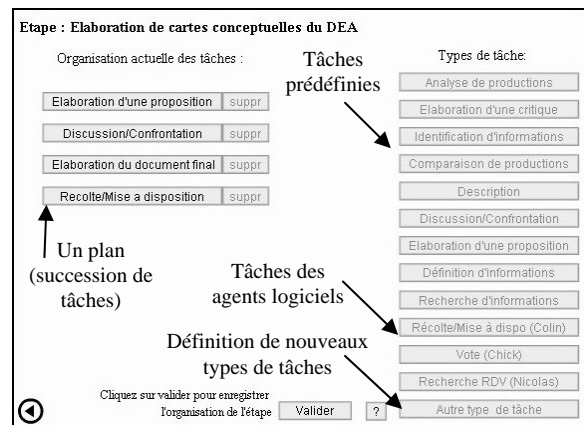 Etape : Elaboration de cartes conceptuelles du DEA
Organisation actuelle des tâches :
Elaboration d'une proposition suppr
Discussion/Confrontation suppr
Elaboration du document final suppr
Recolte/Mise a disposition suppr
Un plan
(succession de
tâches)
Tâches
prédéfinies
Tâches des
agents logiciels
Définition de nouveaux
types de tâches
Types de tâche:
Analyse de productions
Elaboration d'une critique
Identification d'informations
Comparaison de productions
Description
Discussion/Confrontation
Elaboration d'une proposition
Définition d'informations
Recherche d'informations
Récolte/Mise à dispo (Colin)
Vote (Chick)
Recherche RDV (Nicolas)
Autre type de tâche
Cliquez sur valider pour enregistrer
l'organisation de l'étape Valider ?